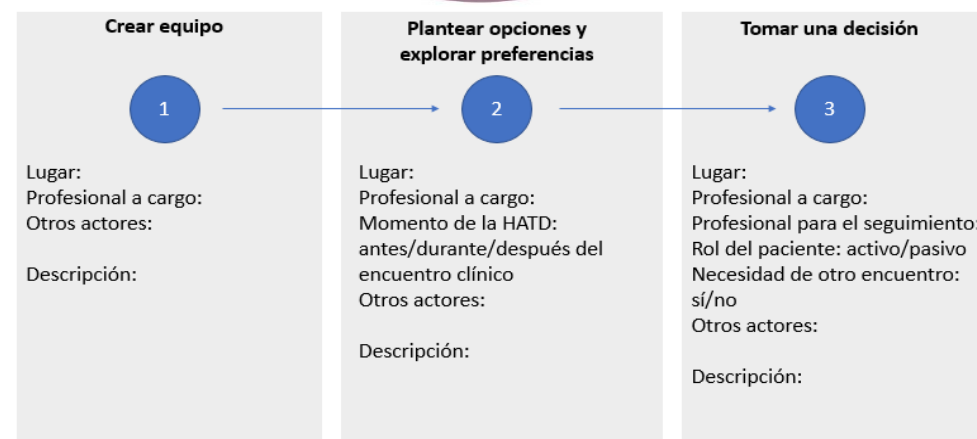 Crear equipo
1
Lugar:
Profesional a cargo:
Otros actores:
Descripción:
Plantear opciones y
explorar preferencias
2
Lugar:
Profesional a cargo:
Momento de la HATD:
antes/durante/después del
encuentro clínico
Otros actores:
Descripción:
Tomar una decisión
3
Lugar:
Profesional a cargo:
Profesional para el seguimiento:
Rol del paciente: activo/pasivo
Necesidad de otro encuentro:
sí/no
Otros actores:
Descripción: